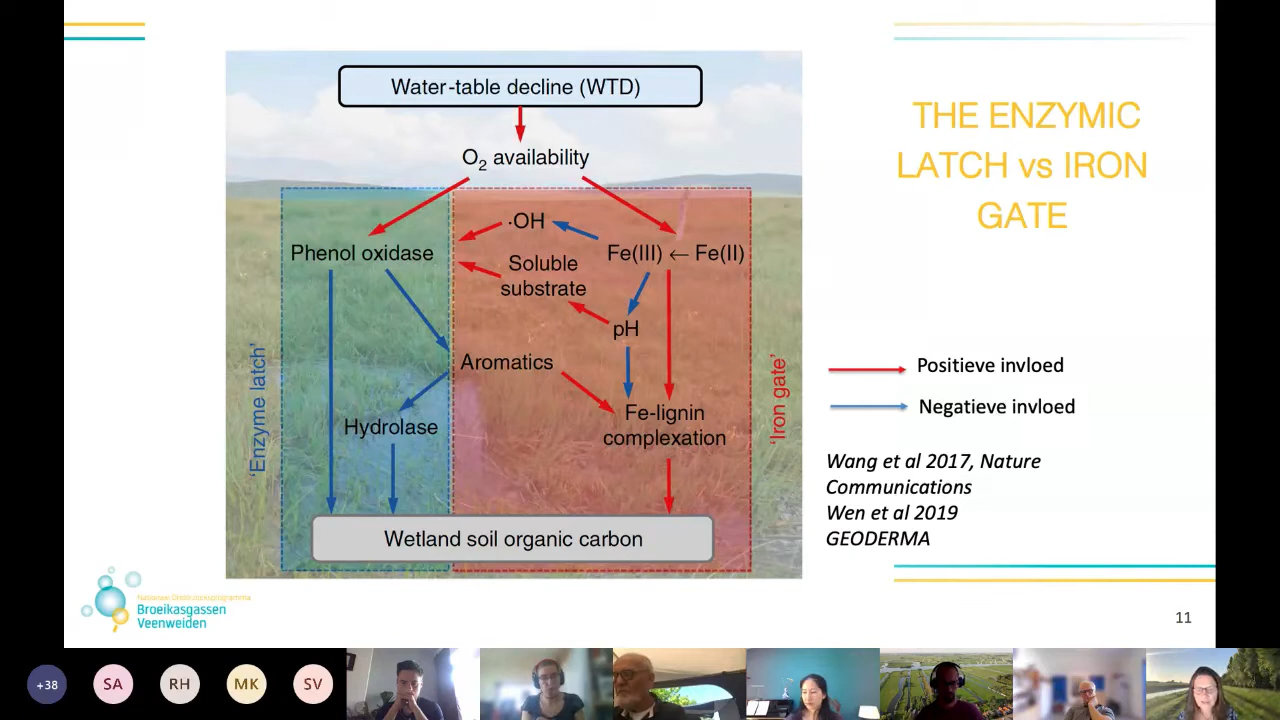 THE ENZYMIC
LATCH vs IRON
GATE
Water-table decline (WTD)
O2 availability
·OH
Phenol oxidase
Fe(III) ← Fe(II)
Soluble
substrate
pH
Aromatics
Fe-lignin
complexation
Hydrolase
'Enzyme latch'
'Iron gate'
Wetland soil organic carbon
Positieve invloed
Negatieve invloed
Wang et al 2017, Nature
Communications
Wen et al 2019
GEODERMA
Nationaal Onderzoeksprogramma
Broeikasgassen
Veenweiden
11
+38
SA
RH
MK
SV